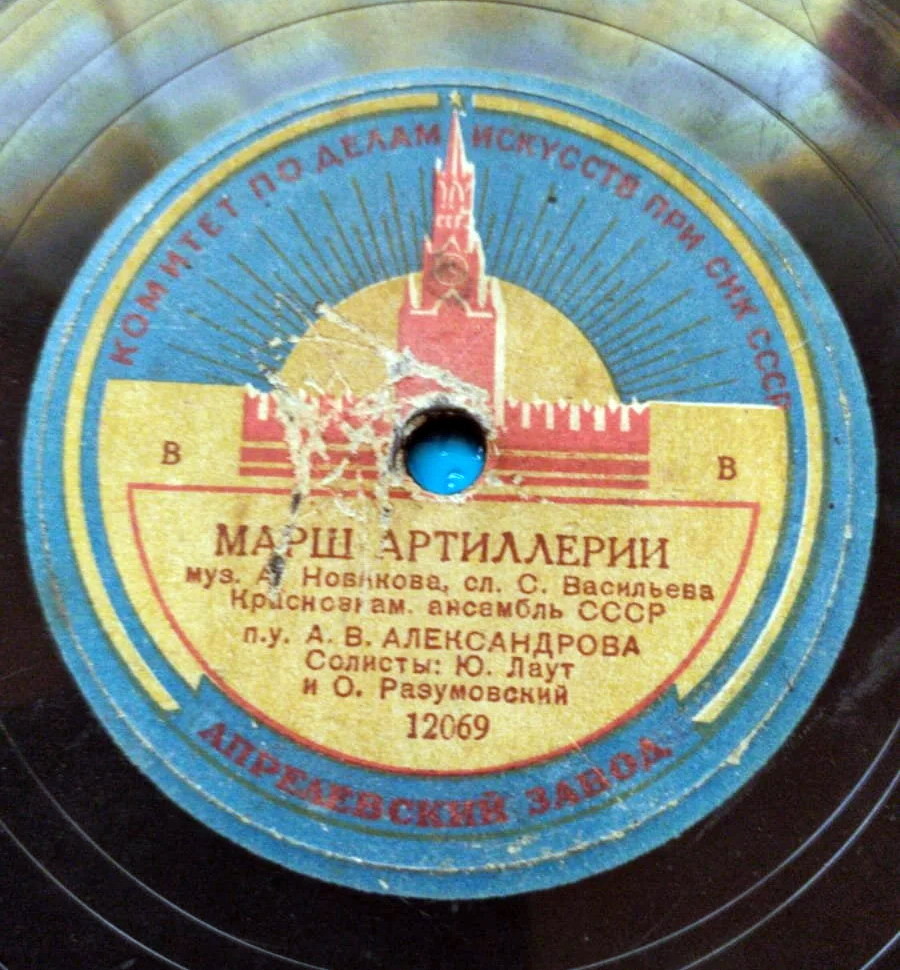 КОМИТЕТ ПО ДЕЛАМ ИСКУССТВ ПРИ СНК СССР
В В
МАРШ АРТИЛЛЕРИИ
муз. А. Новикова, сл. С. Васильева
Краснознам. ансамбль СССР
п.у. А. В. АЛЕКСАНДРОВА
Солисты: Ю. Лаут
и О. Разумовский
12069
АПРЕЛЕВСКИЙ ЗАВОД